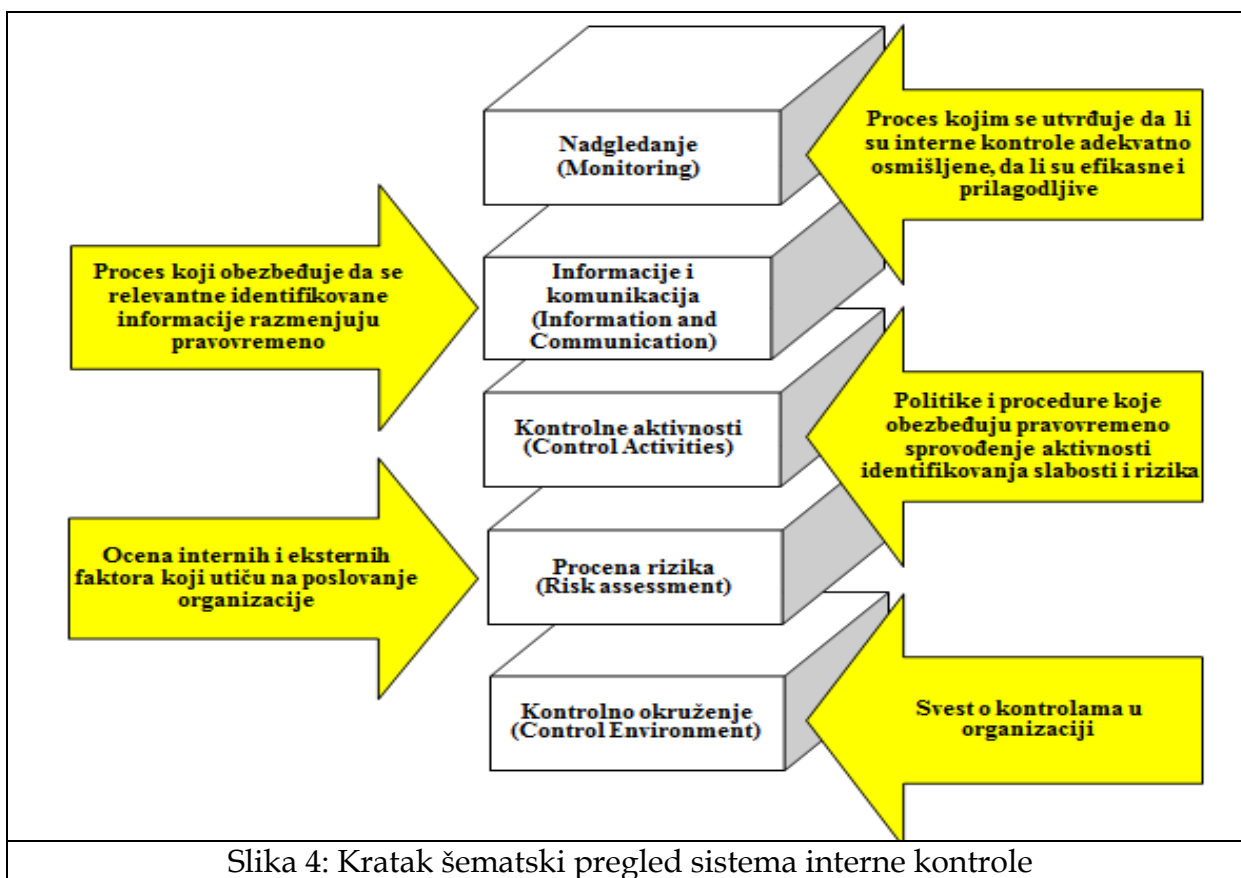 Nadgledanje
(Monitoring)
Proces kojim se utvrđuje da li
su interne kontrole adekvatno
osmišljene, da li su efikasne i
prilagodljive
Proces koji obezbeđuje da se
relevantne identifikovane
informacije razmenjuju
pravovremeno
Informacije i
komunikacija
(Information and
Communication)
Kontrolne aktivnosti
(Control Activities)
Politike i procedure koje
obezbeđuju pravovremeno
sprovođenje aktivnosti
identifikovanja slabosti i rizika
Ocena internih i eksternih
faktora koji utiču na poslovanje
organizacije
Procena rizika
(Risk assessment)
Kontrolno okruženje
(Control Environment)
Svest o kontrolama u
organizaciji
Slika 4: Kratak šematski pregled sistema interne kontrole